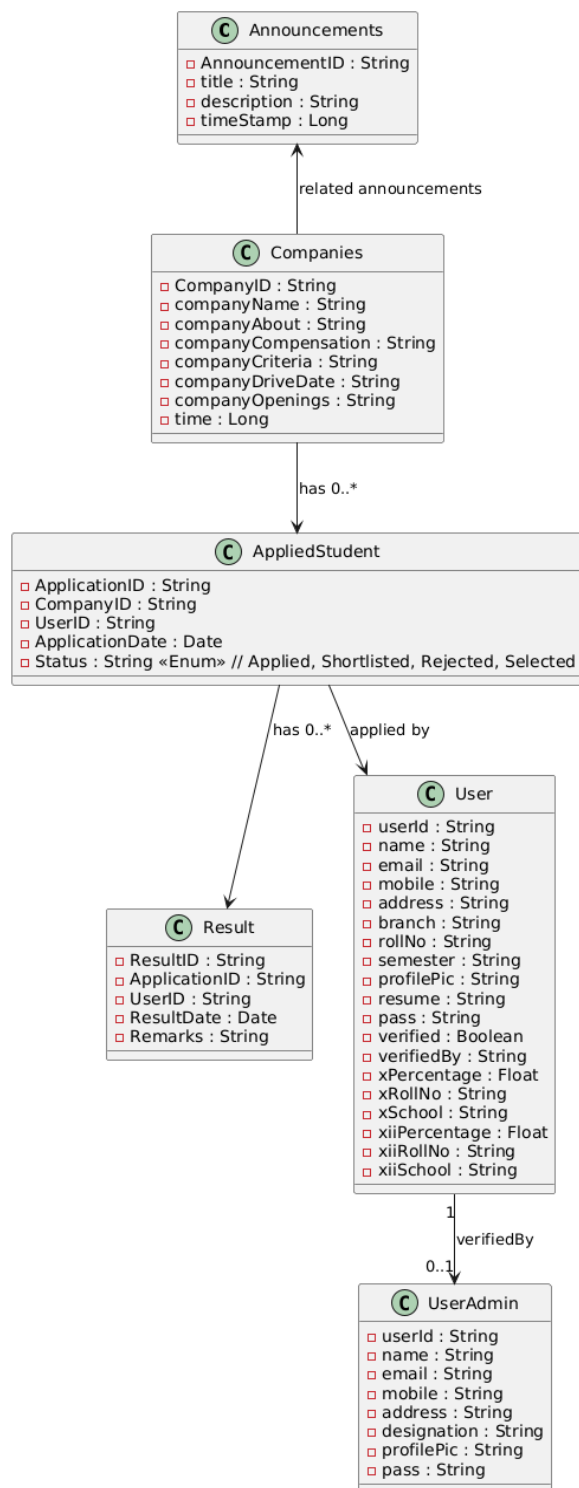 C Announcements
AnnouncementID : String
title : String
description : String
timeStamp : Long
related announcements
C Companies
CompanyID : String
companyName : String
companyAbout : String
companyCompensation : String
companyCriteria : String
companyDriveDate : String
companyOpenings : String
time : Long
has 0..*
C AppliedStudent
ApplicationID : String
CompanyID : String
UserID : String
ApplicationDate : Date
Status : String «Enum» // Applied, Shortlisted, Rejected, Selected
has 0..*
applied by
C User
userId : String
name : String
email : String
mobile : String
address : String
branch : String
rollNo : String
semester : String
profilePic : String
resume : String
pass : String
verified : Boolean
verifiedBy : String
xPercentage : Float
xRollNo : String
xSchool : String
xiiPercentage : Float
xiiRollNo : String
xiiSchool : String
C Result
ResultID : String
ApplicationID : String
UserID : String
ResultDate : Date
Remarks : String
1
verifiedBy
0..1
C UserAdmin
userId : String
name : String
email : String
mobile : String
address : String
designation : String
profilePic : String
pass : String